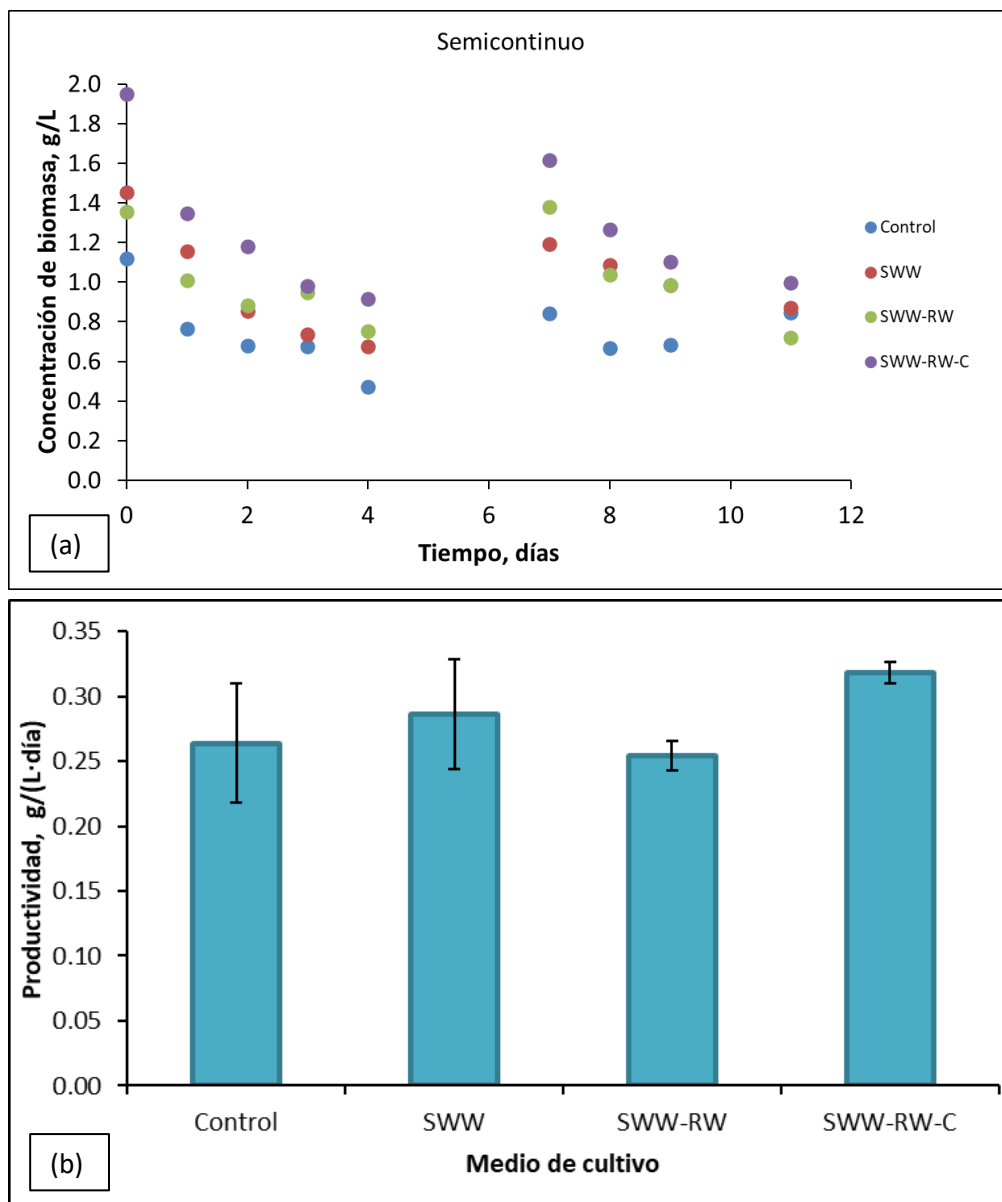 Semicontinuo
Concentración de biomasa, g/L
2.0
1.8
1.6
1.4
1.2
1.0
0.8
0.6
0.4
0.2
0.0
0 2 4 6 8 10 12
Tiempo, días
Control
SWW
SWW-RW
SWW-RW-C
(a)
Productividad, g/(L·día)
0.35
0.30
0.25
0.20
0.15
0.10
0.05
0.00
Control SWW SWW-RW SWW-RW-C
Medio de cultivo
(b)